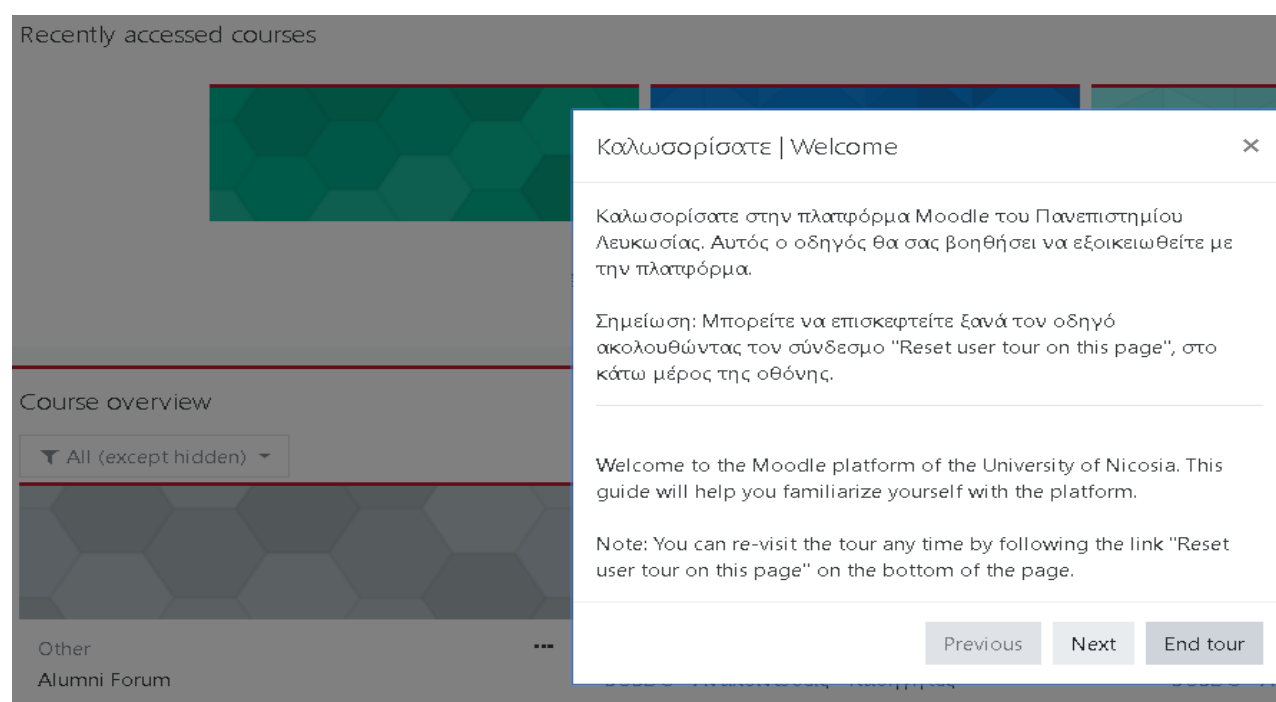 Recently accessed courses
Καλωσορίσατε | Welcome
×
Καλωσορίσατε στην πλατφόρμα Moodle του Πανεπιστημίου
Λευκωσίας. Αυτός ο οδηγός θα σας βοηθήσει να εξοικειωθείτε με
την πλατφόρμα.
Σημείωση: Μπορείτε να επισκεφτείτε ξανά τον οδηγό
ακολουθώντας τον σύνδεσμο "Reset user tour on this page", στο
κάτω μέρος της οθόνης.
Welcome to the Moodle platform of the University of Nicosia. This
guide will help you familiarize yourself with the platform.
Note: You can re-visit the tour any time by following the link "Reset
user tour on this page" on the bottom of the page.
Previous Next End tour
Course overview
All (except hidden)
Other
Alumni Forum